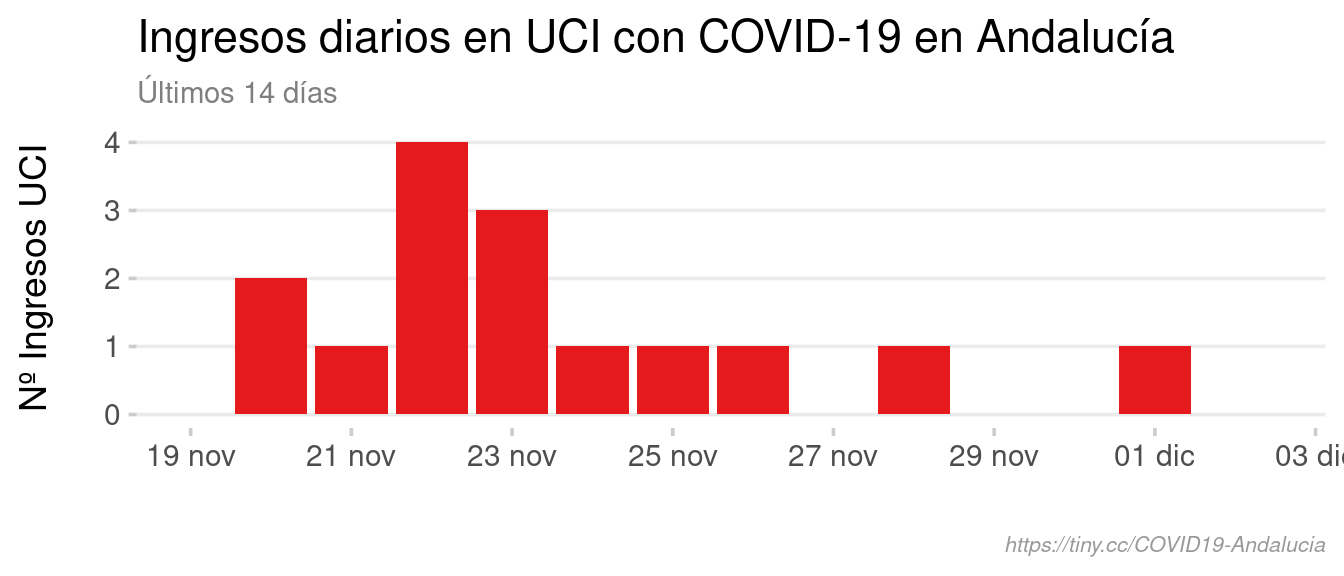 Ingresos diarios en UCI con COVID-19 en Andalucía
Últimos 14 días
Nº Ingresos UCI
4
3
2
1
0
19 nov 21 nov 23 nov 25 nov 27 nov 29 nov 01 dic 03 di
https://tiny.cc/COVID19-Andalucia